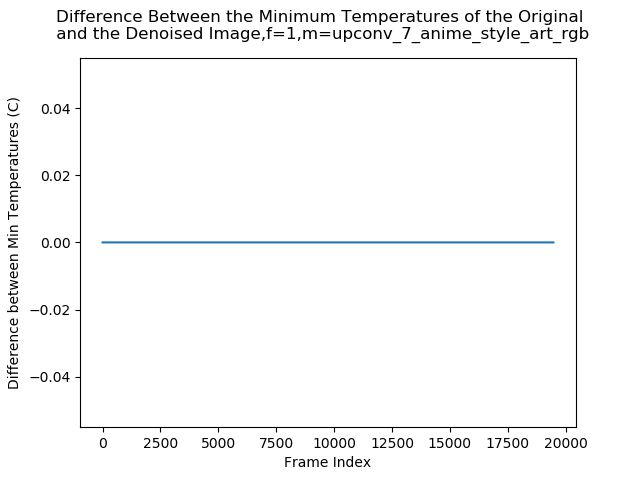 Difference Between the Minimum Temperatures of the Original
and the Denoised Image,f=1,m=upconv_7_anime_style_art_rgb
Difference between Min Temperatures (C)
0.04
0.02
0.00
−0.02
−0.04
0 2500 5000 7500 10000 12500 15000 17500 20000
Frame Index